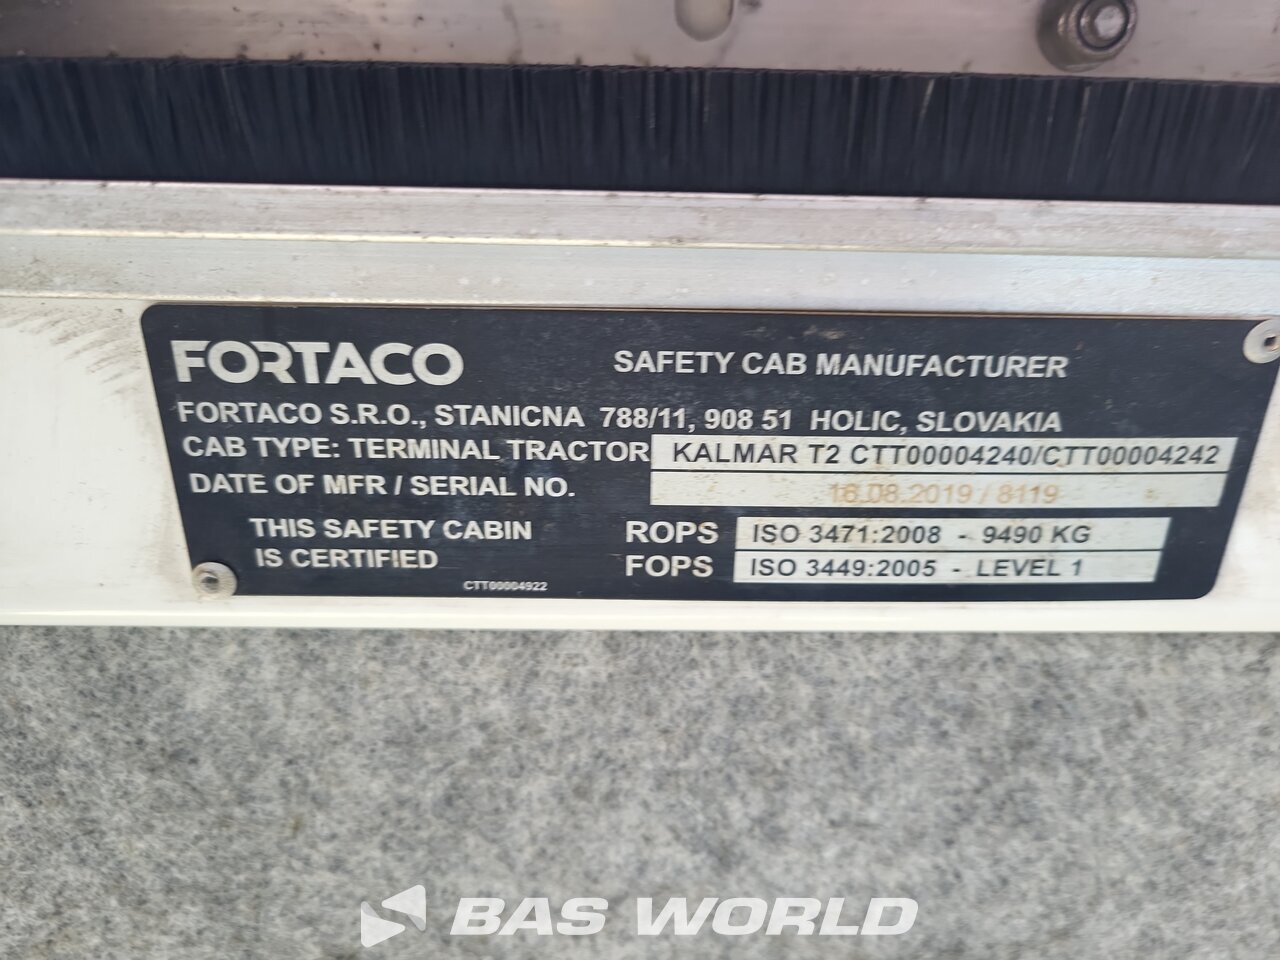 FORTACO SAFETY CAB MANUFACTURER
FORTACO S.R.O., STANICNA 788/11, 908 51 HOLIC, SLOVAKIA
CAB TYPE: TERMINAL TRACTOR KALMAR T2 CTT00004240/CTT00004242
DATE OF MFR / SERIAL NO. 16.08.2019 / 8119
THIS SAFETY CABIN ROPS ISO 3471:2008 - 9490 KG
IS CERTIFIED FOPS ISO 3449:2005 - LEVEL 1
CTT00004922
BAS WORLD